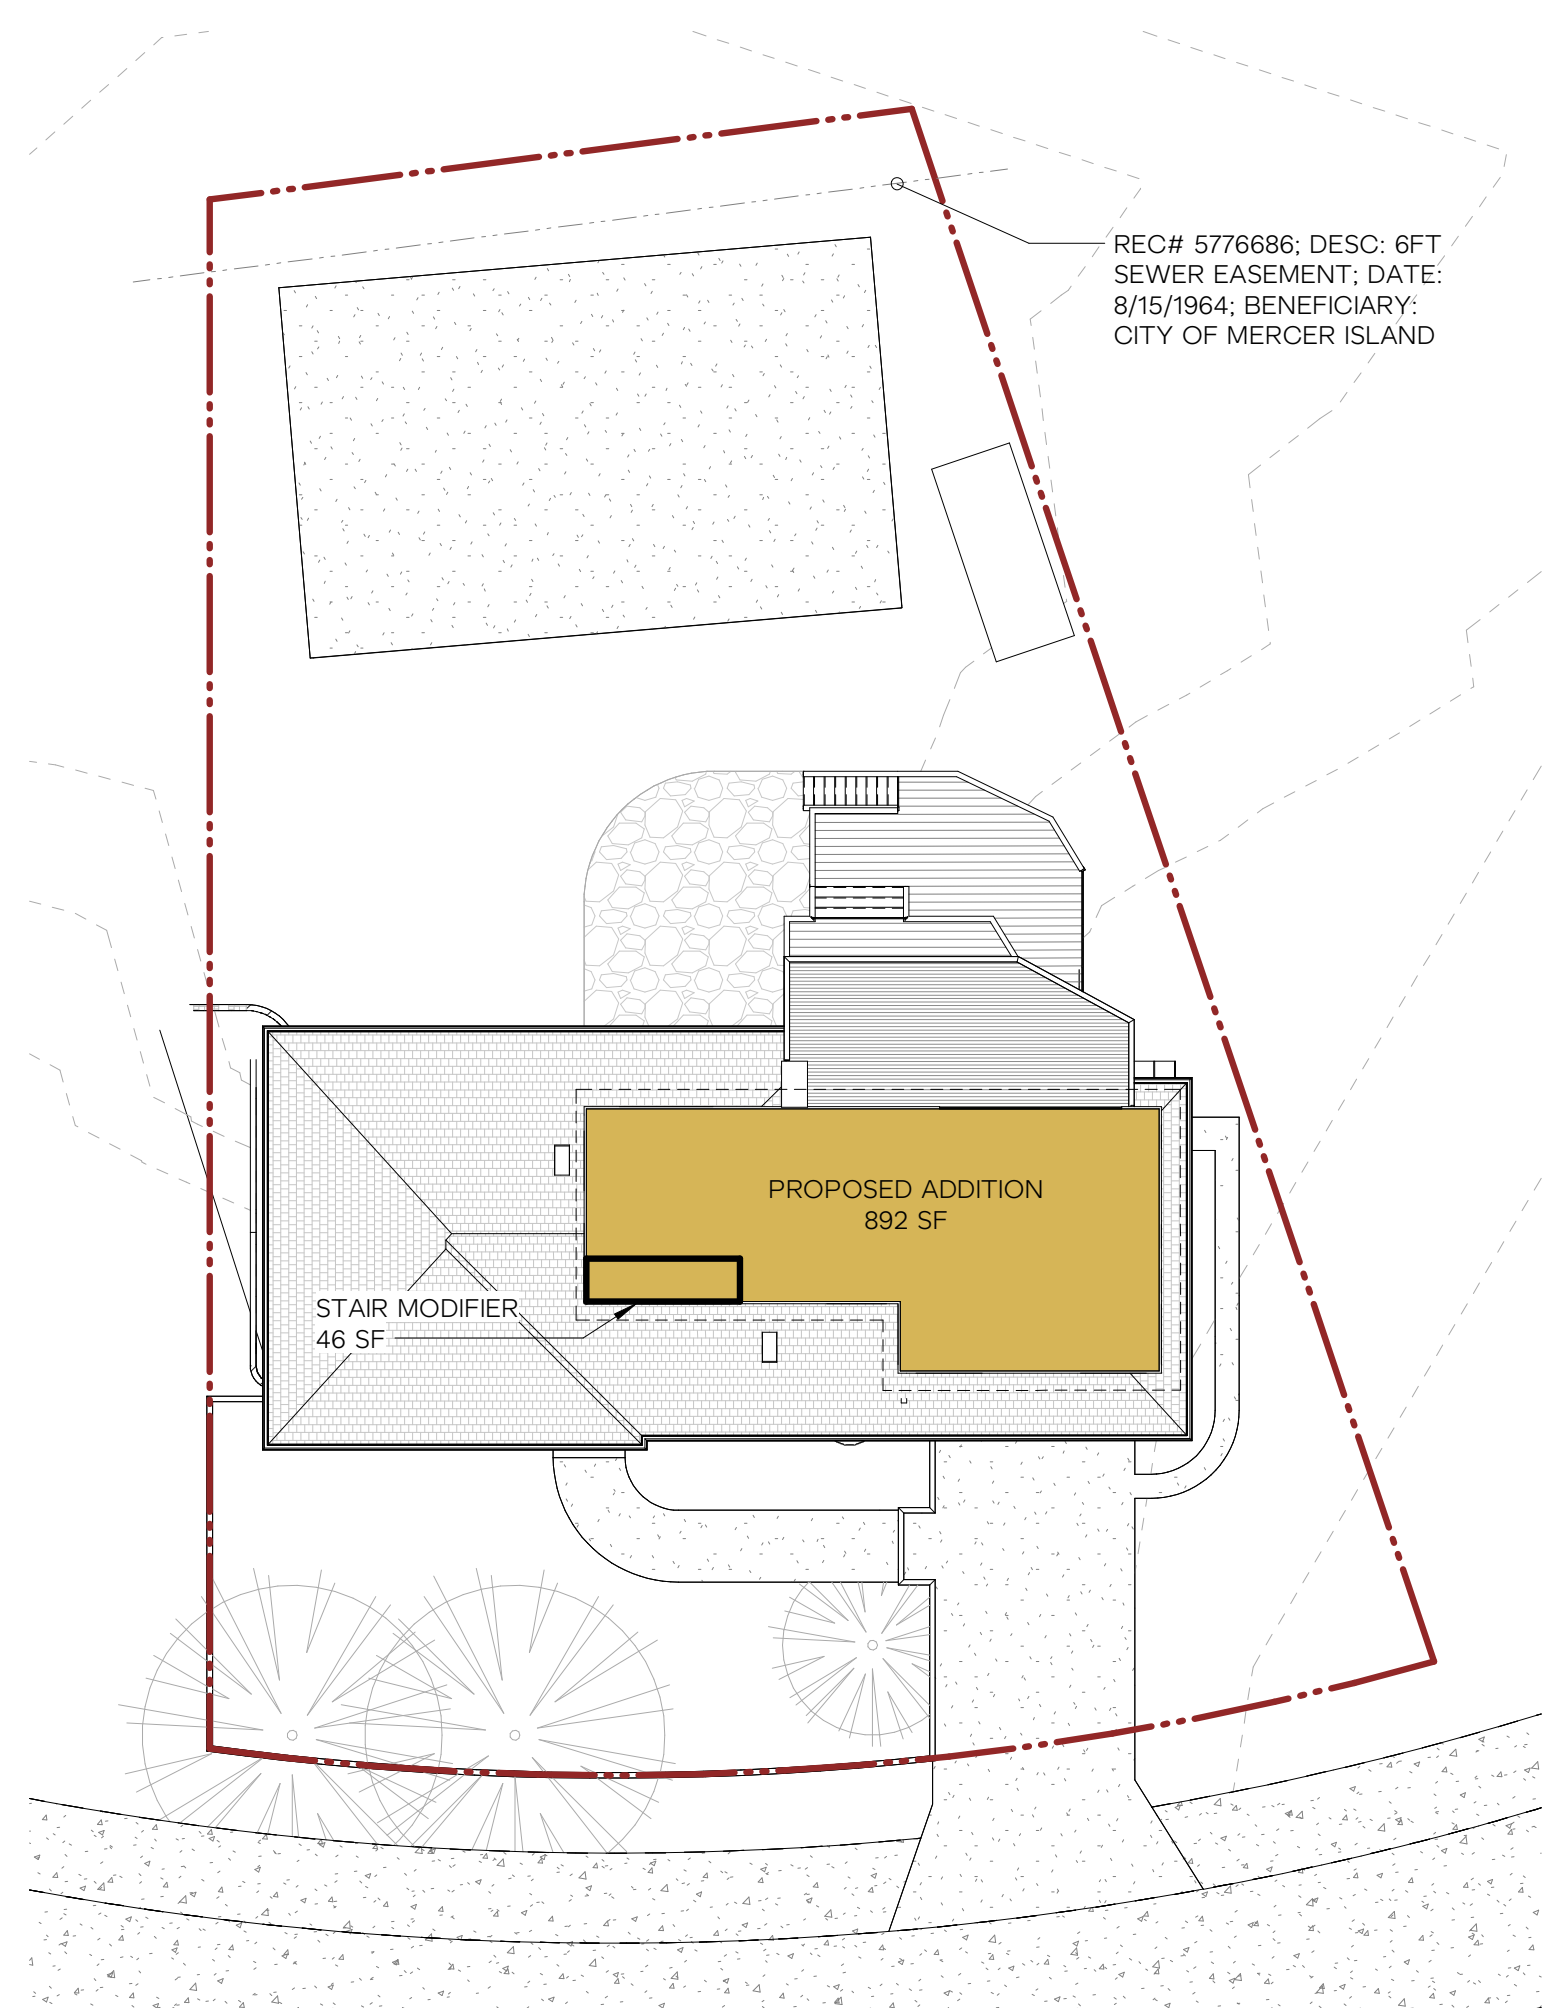 REC# 5776686; DESC: 6FT
SEWER EASEMENT; DATE:
8/15/1964; BENEFICIARY:
CITY OF MERCER ISLAND
PROPOSED ADDITION
892 SF
STAIR MODIFIER
46 SF